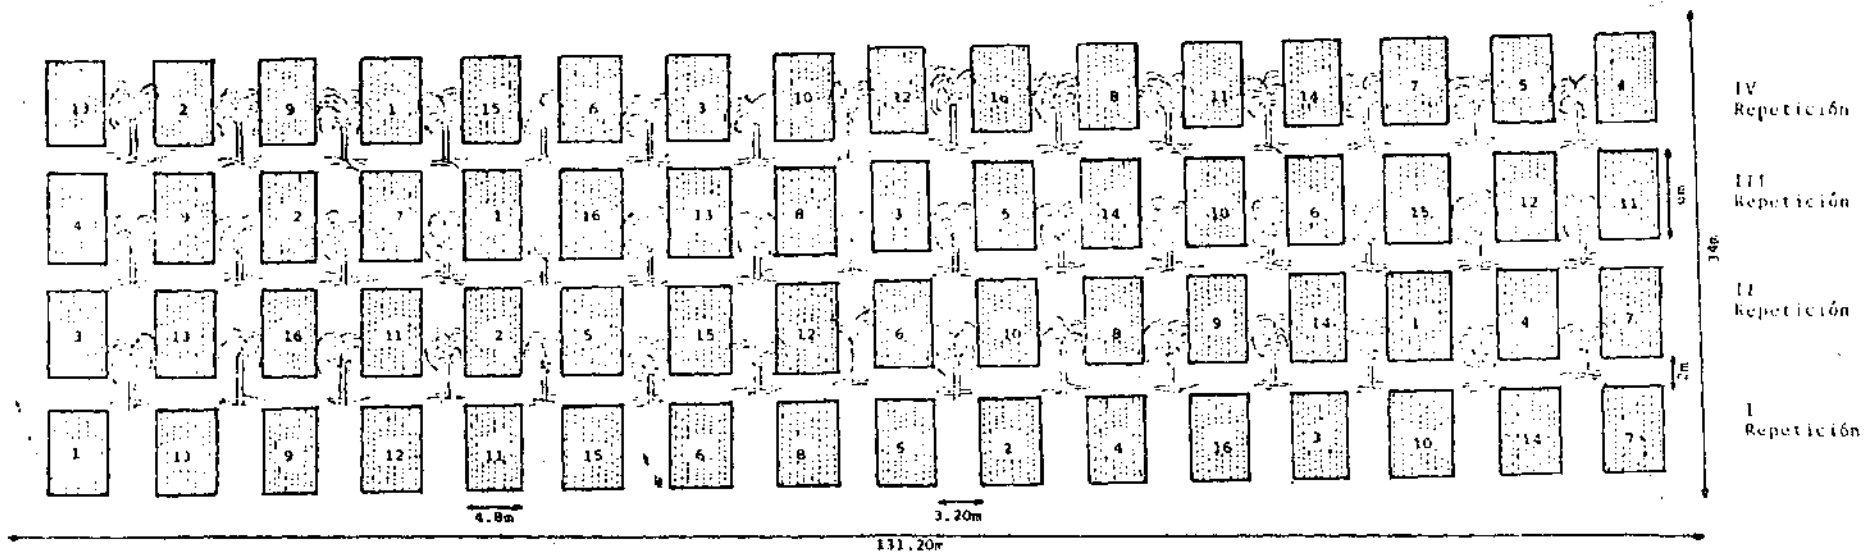 13 2 9 1 15 6 3 10 12 16 8 11 14 7 5 4
IV
Repetición
4 9 2 7 1 16 13 8 3 5 14 10 6 15 12 11
III
Repetición
34m
3 13 16 11 2 5 15 12 6 10 8 9 14 1 4 7
II
Repetición
2m
1 13 9 12 11 15 6 8 5 2 4 16 3 10 14 7
I
Repetición
4.8m
3.20m
131.20m